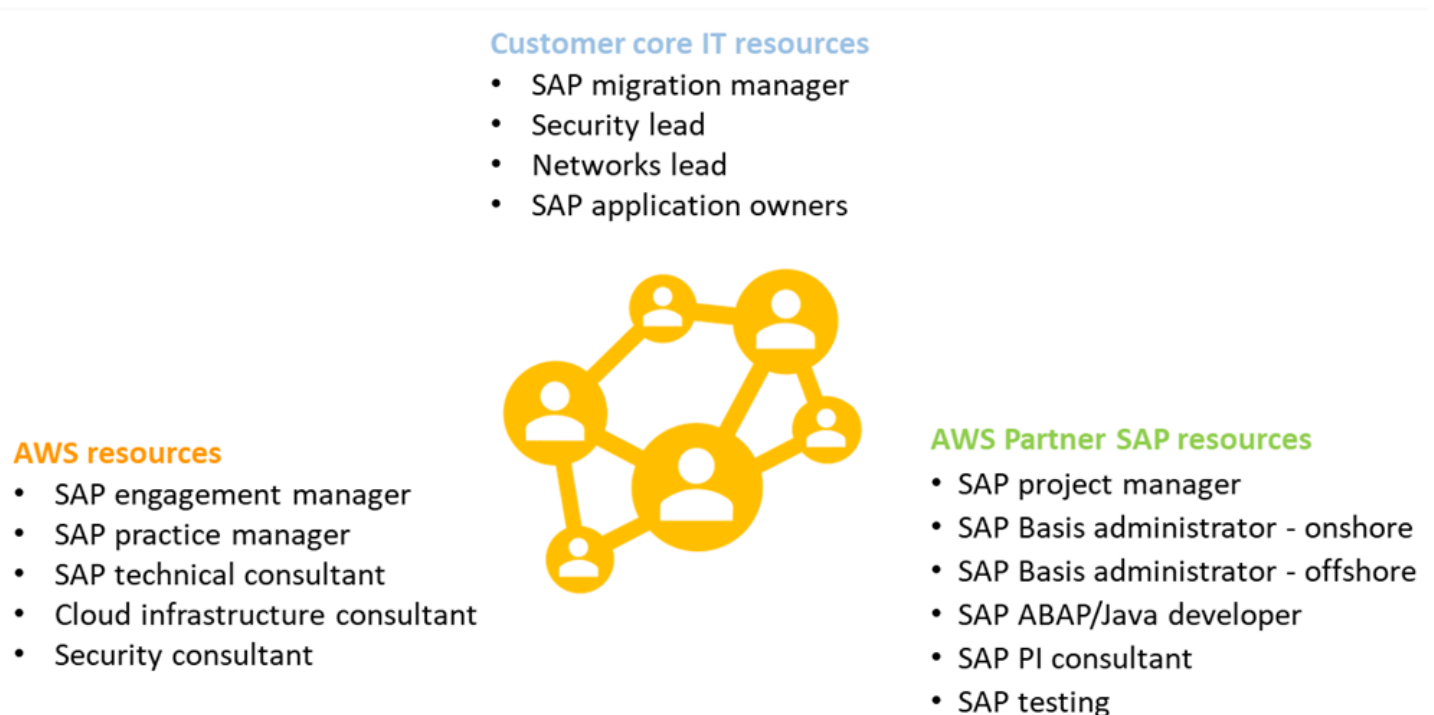 Customer core IT resources
• SAP migration manager
• Security lead
• Networks lead
• SAP application owners
AWS resources
• SAP engagement manager
• SAP practice manager
• SAP technical consultant
• Cloud infrastructure consultant
• Security consultant
AWS Partner SAP resources
• SAP project manager
• SAP Basis administrator - onshore
• SAP Basis administrator - offshore
• SAP ABAP/Java developer
• SAP PI consultant
• SAP testing